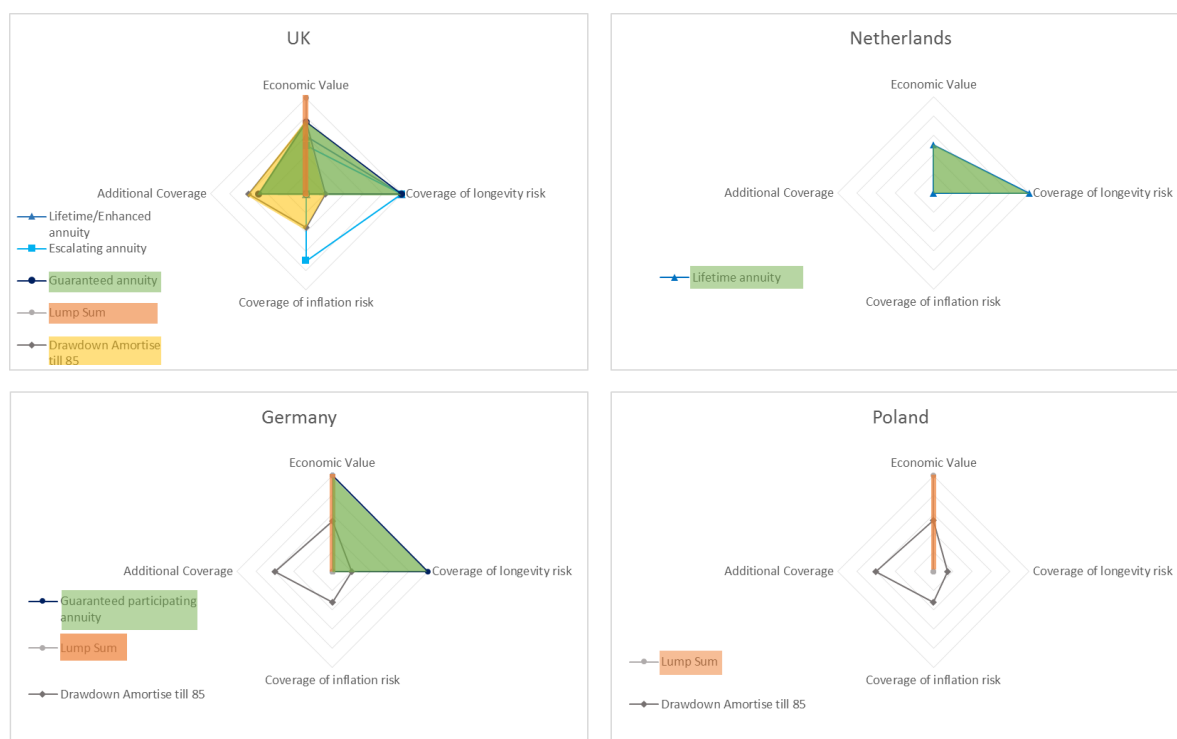 UK
Economic Value
Additional Coverage
Coverage of longevity risk
Lifetime/Enhanced
annuity
Escalating annuity
Guaranteed annuity
Coverage of inflation risk
Lump Sum
Drawdown Amortise
till 85
Netherlands
Economic Value
Additional Coverage
Coverage of longevity risk
Lifetime annuity
Coverage of inflation risk
Germany
Economic Value
Additional Coverage
Coverage of longevity risk
Guaranteed participating
annuity
Lump Sum
Coverage of inflation risk
Drawdown Amortise till 85
Poland
Economic Value
Additional Coverage
Coverage of longevity risk
Lump Sum
Coverage of inflation risk
Drawdown Amortise till 85